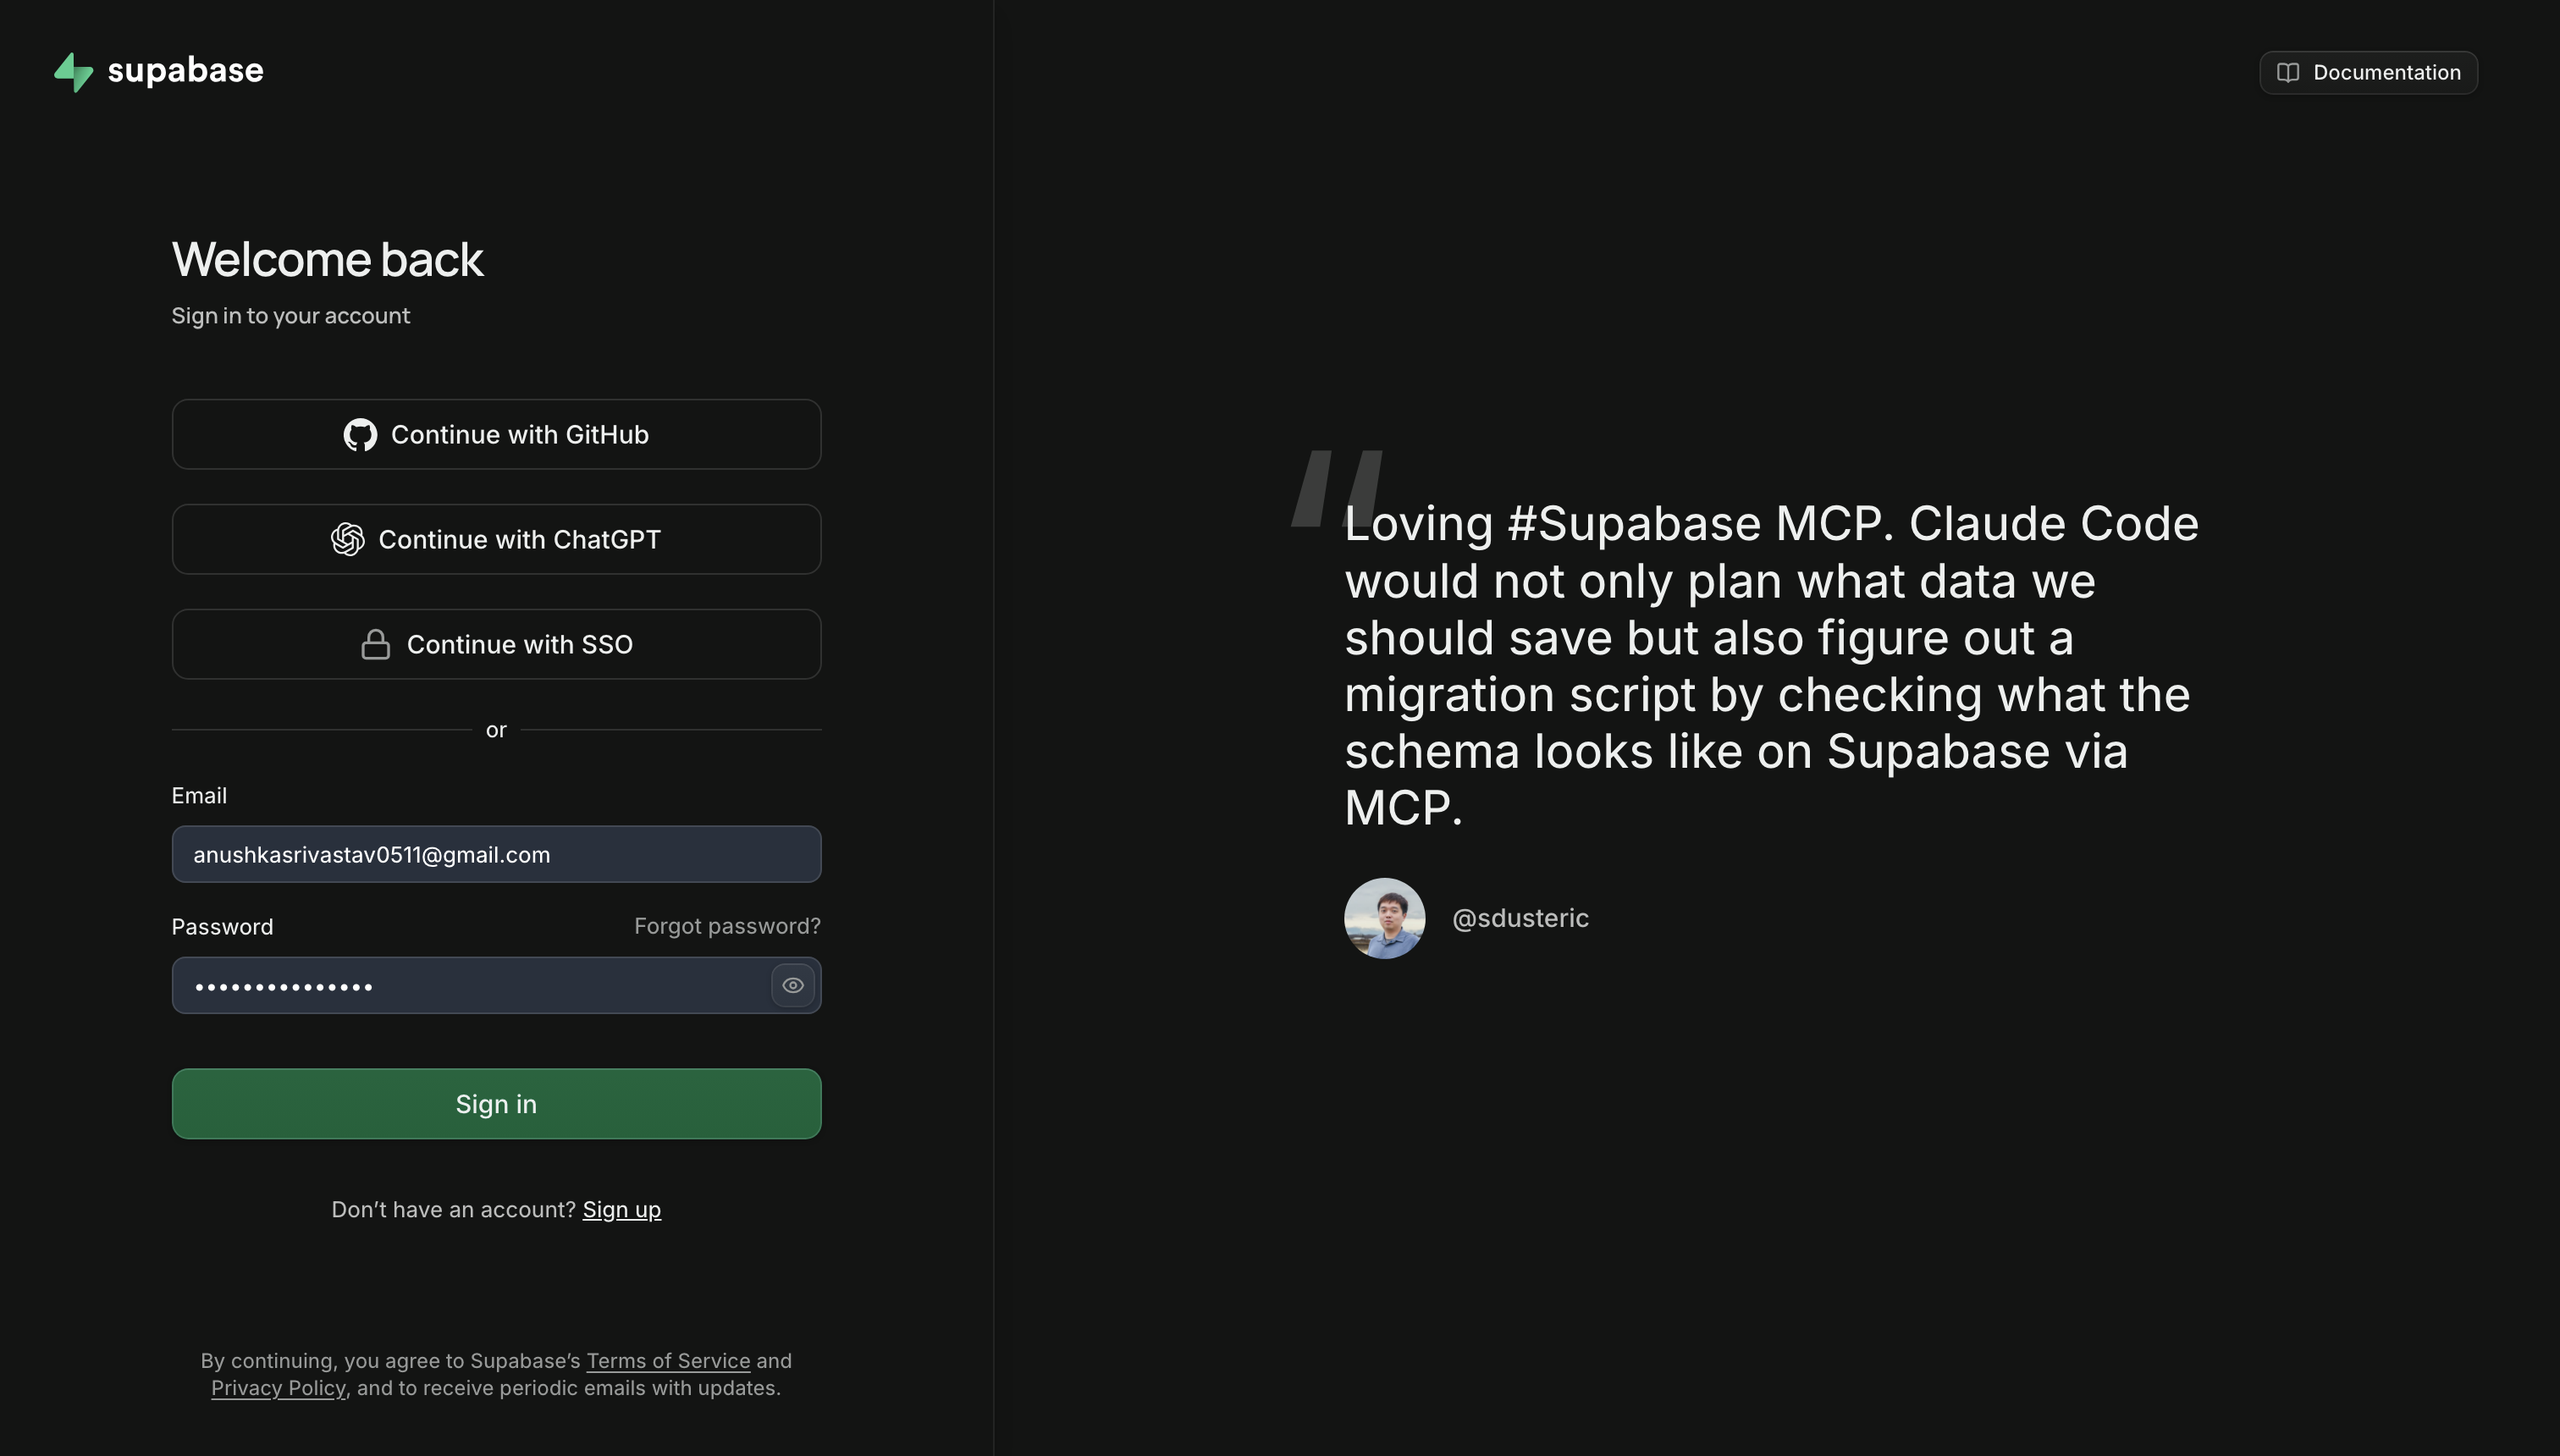 supabase
Documentation
Welcome back
Sign in to your account
Continue with GitHub
Continue with ChatGPT
Continue with SSO
or
Email
anushkasrivastav0511@gmail.com
Password
Forgot password?
•••••••••••••••
Sign in
Don’t have an account? Sign up
By continuing, you agree to Supabase’s Terms of Service and
Privacy Policy, and to receive periodic emails with updates.
"
Loving #Supabase MCP. Claude Code
would not only plan what data we
should save but also figure out a
migration script by checking what the
schema looks like on Supabase via
MCP.
@sdusteric